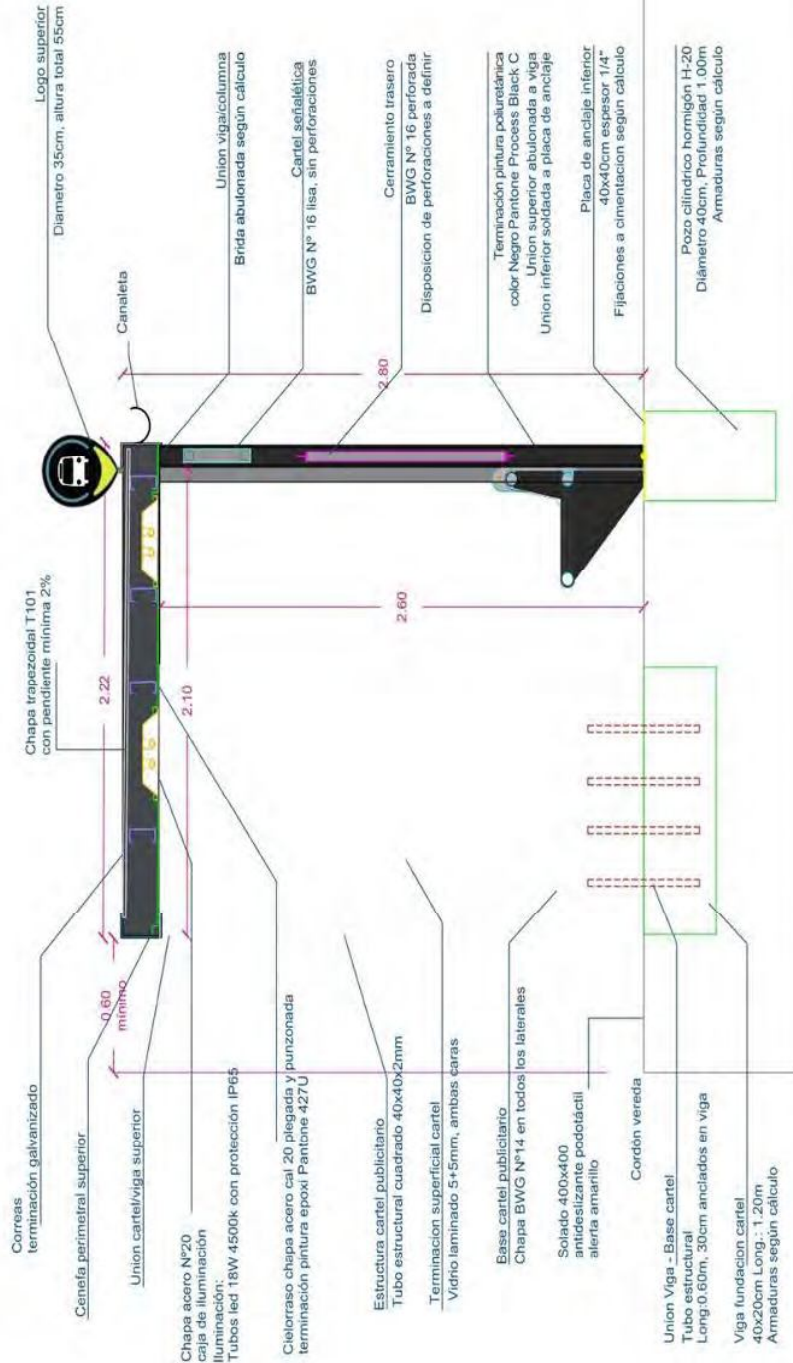 Correas
terminación galvanizado
Cenefa perimetral superior
Union cartel/viga superior
Chapa acero Nº20
caja de iluminación
Iluminación:
Tubos led 18W 4500k con protección IP65
Cielorraso chapa acero cal 20 plegada y punzonada
terminación pintura epoxi Pantone 427U
Estructura cartel publicitario
Tubo estructural cuadrado 40x40x2mm
Terminacion superficial cartel
Vidrio laminado 5+5mm, ambas caras
Base cartel publicitario
Chapa BWG Nº14 en todos los laterales
Solado 400x400
antideslizante podotáctil
alerta amarillo
Cordón vereda
Union Viga - Base cartel
Tubo estructural
Long:0.60m, 30cm anclados en viga
Viga fundacion cartel
40x20cm Long.: 1.20m
Armaduras según cálculo
Chapa trapezoidal T101
con pendiente mínima 2%
0.60
mínimo
2.22
2.10
2.60
2.80
Logo superior
Diametro 35cm, altura total 55cm
Canaleta
Union viga/columna
Brida abulonada según cálculo
Cartel señalética
BWG Nº 16 lisa, sin perforaciones
Cerramiento trasero
BWG Nº 16 perforada
Disposicion de perforaciones a definir
Terminación pintura poliuretánica
color Negro Pantone Process Black C
Union superior abulonada a viga
Union inferior soldada a placa de anclaje
Placa de anclaje inferior
40x40cm espesor 1/4"
Fijaciones a cimentacion según cálculo
Pozo cilíndrico hormigón H-20-
Diámetro 40cm, Profundidad 1.00m
Armaduras según cálculo